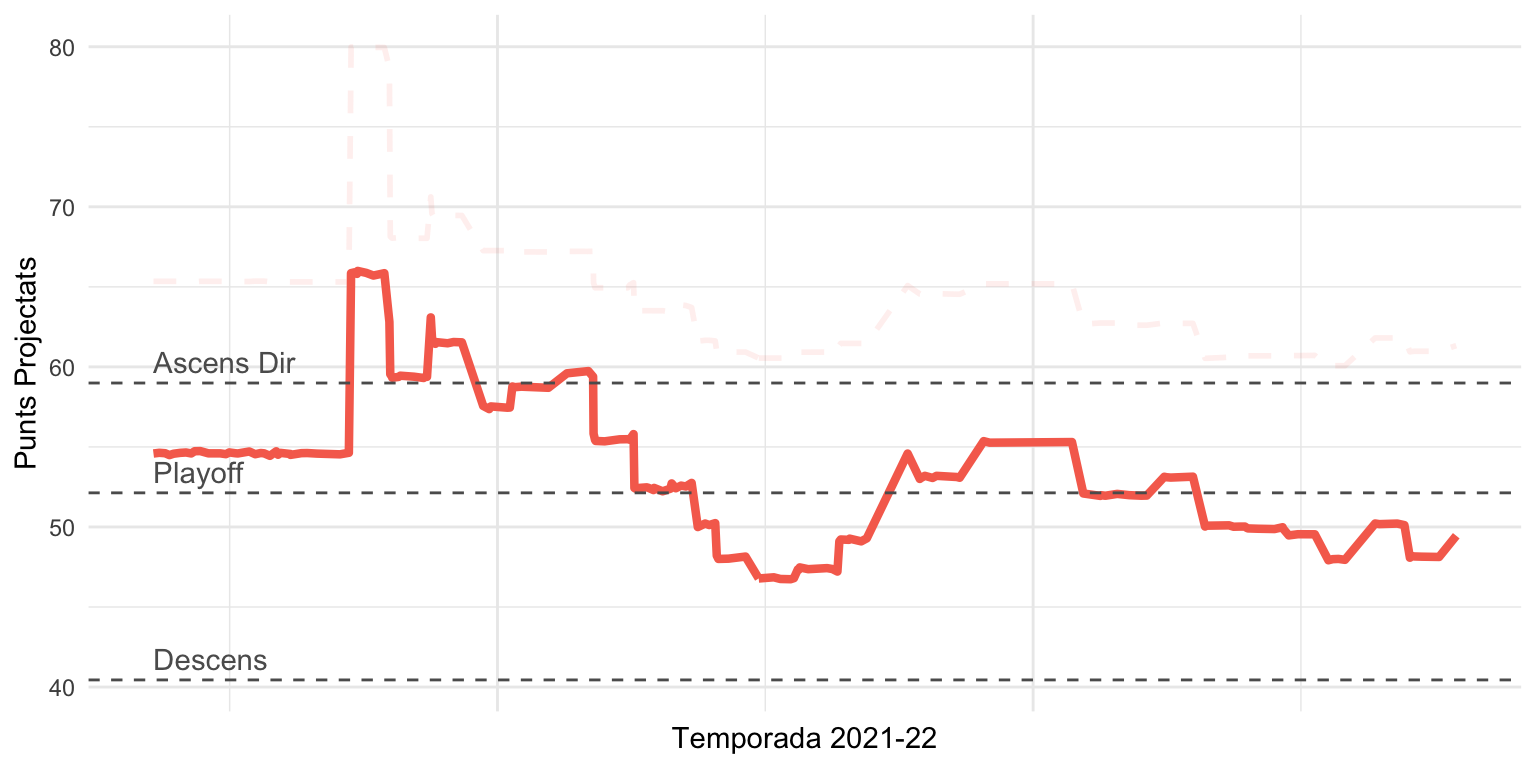 80
70
60
50
40
Punts Projectats
Ascens Dir
Playoff
Descens
Temporada 2021-22